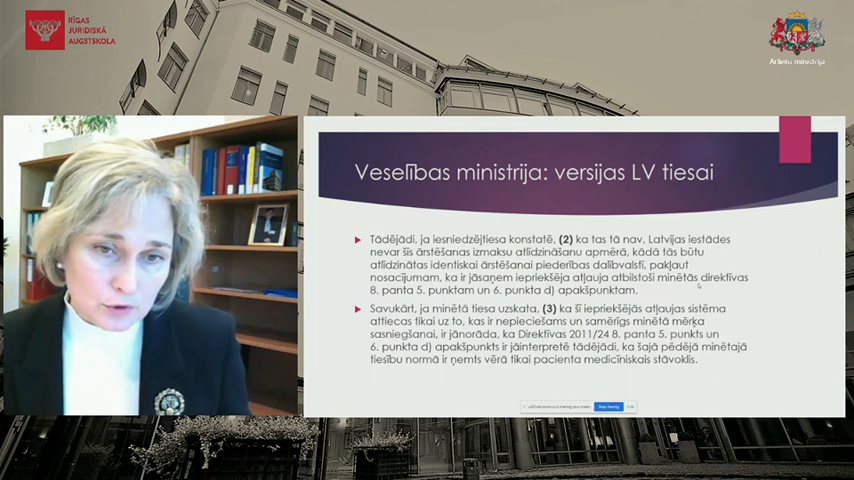 RĪGAS
JURIDISKĀ
AUGSTSKOLA
Ārlietu ministrija
Veselības ministrija: versijas LV tiesai
Tādējādi, ja iesniedzējtiesa konstatē, (2) ka tas tā nav, Latvijas iestādes
nevar šīs ārstēšanas izmaksu atlīdzināšanu apmērā, kādā tās būtu
atlīdzinātas identiskai ārstēšanai piederības dalībvalstī, pakļaut
nosacījumam, ka ir jāsaņem iepriekšēja atļauja atbilstoši minētās direktīvas
8. panta 5. punktam un 6. punkta d) apakšpunktam.
Savukārt, ja minētā tiesa uzskata, (3) ka šī iepriekšējās atļaujas sistēma
attiecas tikai uz to, kas ir nepieciešams un samērīgs minētā mērķa
sasniegšanai, ir jānorāda, ka Direktīvas 2011/24 8. panta 5. punkts un
6. punkta d) apakšpunkts ir jāinterpretē tādējādi, ka šajā pēdējā minētajā
tiesību normā ir ņemts vērā tikai pacienta medicīniskais stāvoklis.
Stop sharing